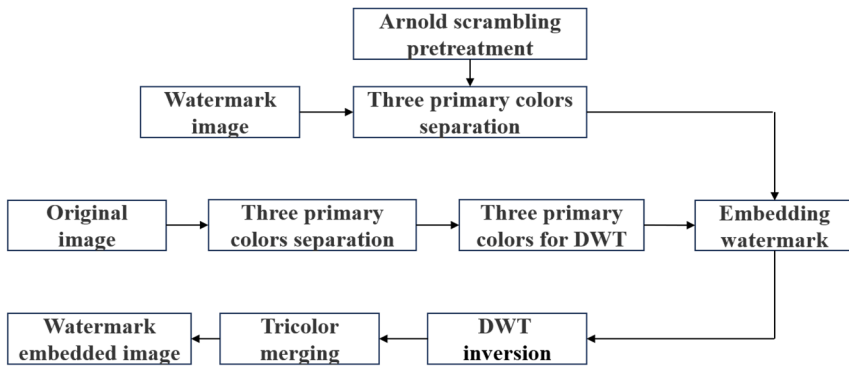 Arnold scrambling
pretreatment
Watermark
image
Three primary colors
separation
Original
image
Three primary
colors separation
Three primary
colors for DWT
Embedding
watermark
Watermark
embedded image
Tricolor
merging
DWT
inversion